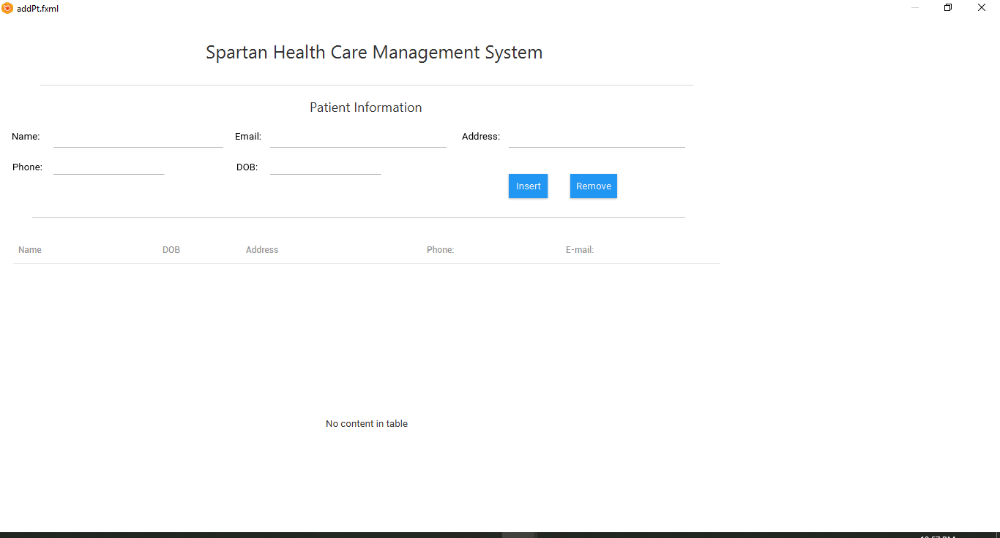 addPt.fxml
Spartan Health Care Management System
Patient Information
Name: Email: Address:
Phone: DOB:
Insert Remove
Name DOB Address Phone: E-mail:
No content in table